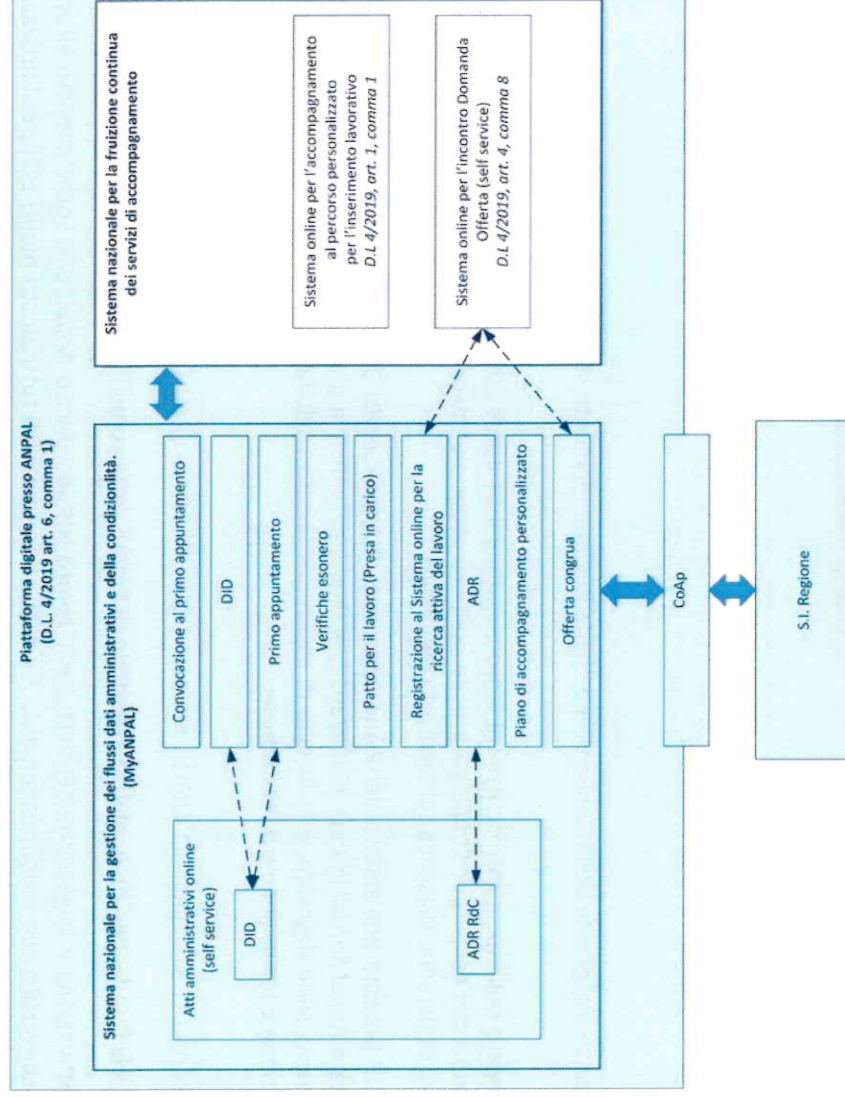 Piattaforma digitale presso ANPAL
(D.L. 4/2019 art. 6, comma 1)
Sistema nazionale per la gestione dei flussi dati amministrativi e della condizionlità.
(MyANPAL)
Atti amministrativi online
(self service)
DID
ADR RdC
Convocazione al primo appuntamento
DID
Primo appuntamento
Verifiche esonero
Patto per il lavoro (Presa in carico)
Registrazione al Sistema online per la
ricerca attiva del lavoro
ADR
Piano di accompagnamento personalizzato
Offerta congrua
Sistema nazionale per la fruizione continua
dei servizi di accompagnamento
Sistema online per l'accompagnamento
al percorso personalizzato
per l'inserimento lavorativo
D.L 4/2019, art. 1, comma 1
Sistema online per l'incontro Domanda
Offerta (self service)
D.L 4/2019, art. 4, comma 8
CoAp
S.I. Regione